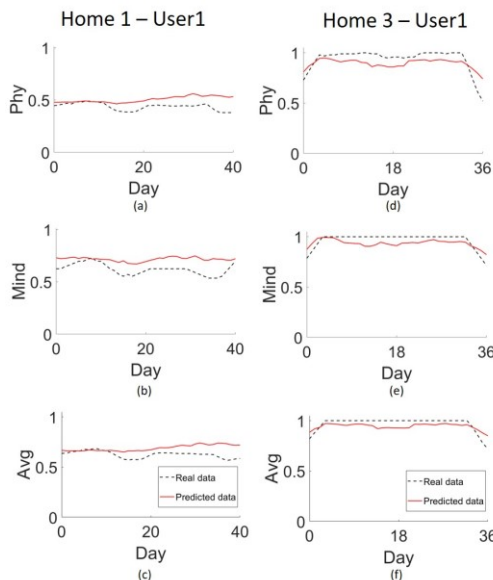 Home 1 – User1
Home 3 – User1
1
0.5
0
Phy
0
20
40
Day
(a)
1
0.5
0
Phy
0
18
36
Day
(d)
1
0.5
0
Mind
0
20
40
Day
(b)
1
0.5
0
Mind
0
18
36
Day
(e)
1
0.5
0
Avg
0
20
40
Day
(c)
Real data
Predicted data
1
0.5
0
Avg
0
18
36
Day
(f)
Real data
Predicted data